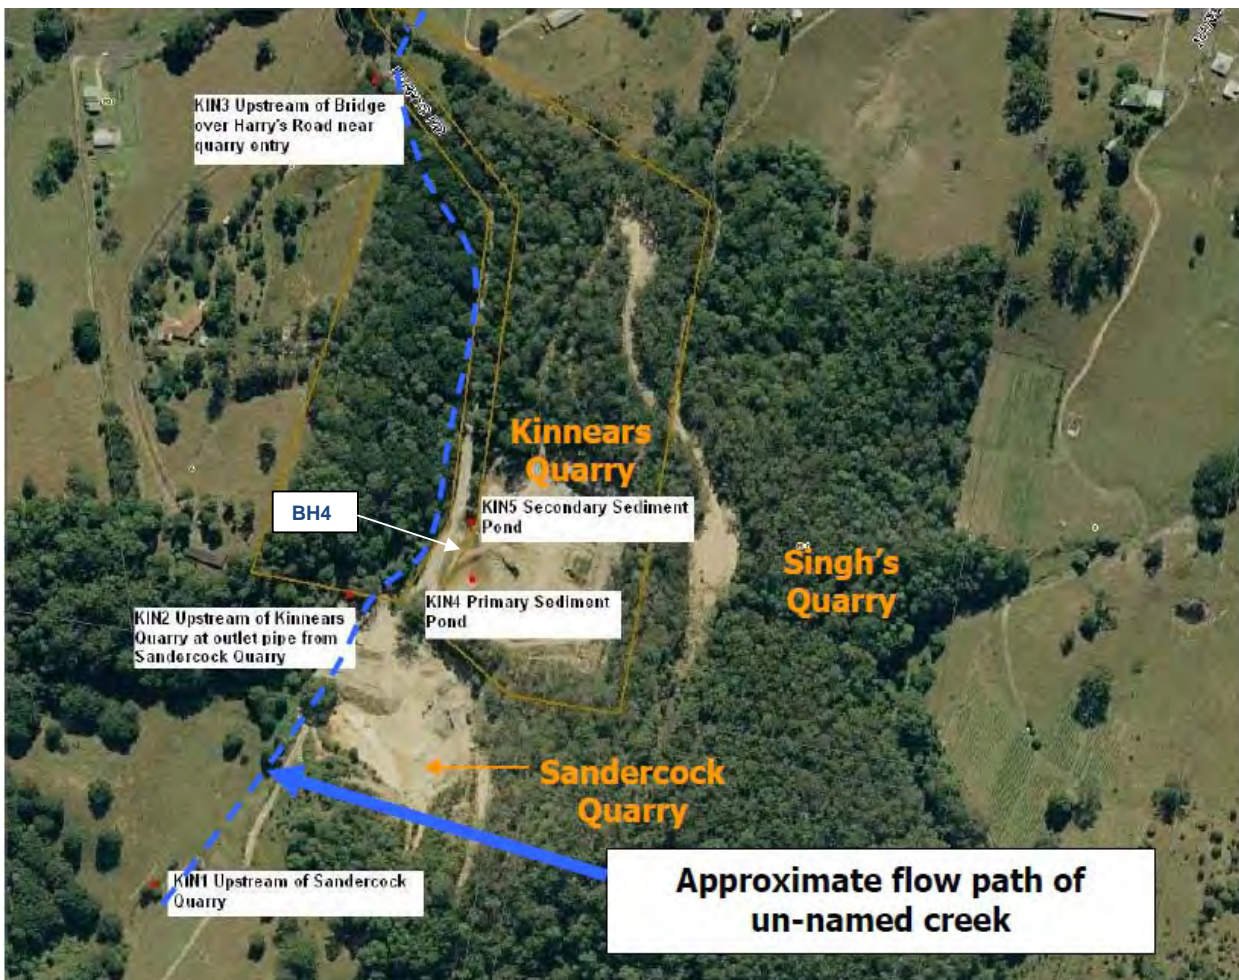 KIN3 Upstream of Bridge
over Harry's Road near
quarry entry
Kinnears
Quarry
BH4
KIN5 Secondary Sediment
Pond
Singh's
Quarry
KIN4 Primary Sediment
Pond
KIN2 Upstream of Kinnears
Quarry at outlet pipe from
Sandercock Quarry
Sandercock
Quarry
KIN1 Upstream of Sandercock
Quarry
Approximate flow path of
un-named creek